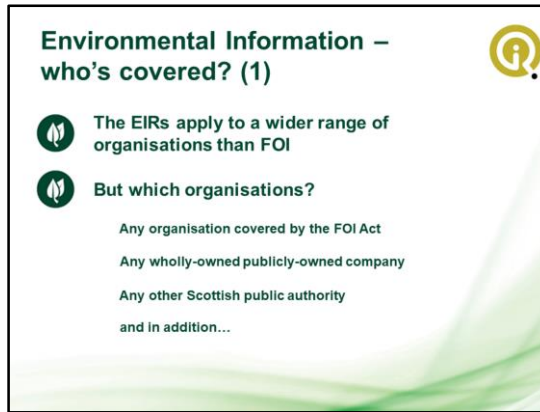 Environmental Information –
who's covered? (1)
The EIRs apply to a wider range of
organisations than FOI
But which organisations?
Any organisation covered by the FOI Act
Any wholly-owned publicly-owned company
Any other Scottish public authority
and in addition…